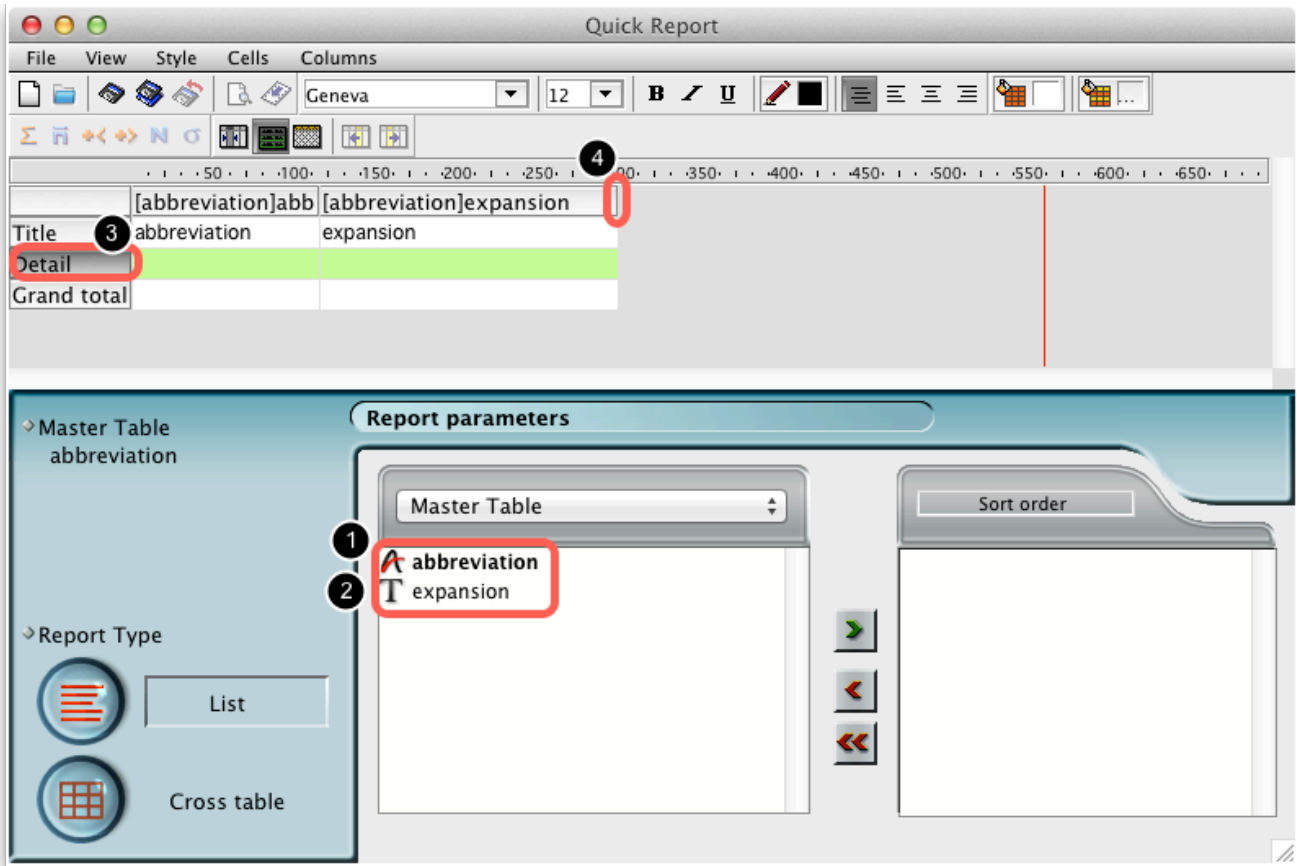 Quick Report
File View Style Cells Columns
Geneva 12 B I U ...
Σ n N σ
4
50 100 150 200 250 00 350 400 450 500 550 600 650
[abbreviation]abb [abbreviation]expansion
Title 3 abbreviation expansion
Detail
Grand total
Master Table
abbreviation
Report parameters
Master Table
Sort order
1 abbreviation
2 T expansion
Report Type
List
Cross table